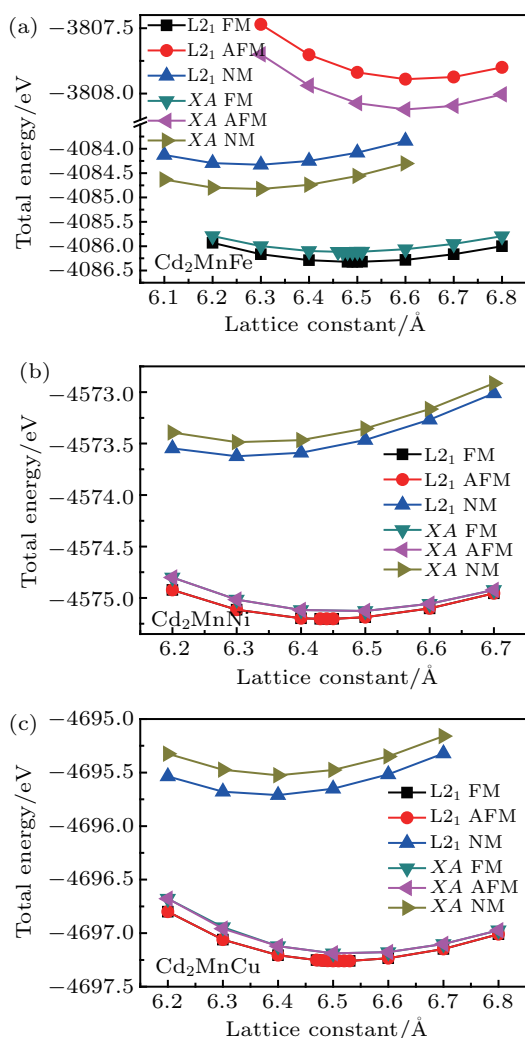 (a)
L2₁ FM
L2₁ AFM
L2₁ NM
XA FM
XA AFM
XA NM
Total energy/eV
−3807.5
−3808.0
−4084.0
−4084.5
−4085.0
−4085.5
−4086.0
−4086.5
Cd₂MnFe
6.1 6.2 6.3 6.4 6.5 6.6 6.7 6.8
Lattice constant/Å
(b)
−4573.0
−4573.5
−4574.0
−4574.5
−4575.0
Total energy/eV
L2₁ FM
L2₁ AFM
L2₁ NM
XA FM
XA AFM
XA NM
Cd₂MnNi
6.2 6.3 6.4 6.5 6.6 6.7
Lattice constant/Å
(c)
−4695.0
−4695.5
−4696.0
−4696.5
−4697.0
−4697.5
Total energy/eV
L2₁ FM
L2₁ AFM
L2₁ NM
XA FM
XA AFM
XA NM
Cd₂MnCu
6.2 6.3 6.4 6.5 6.6 6.7 6.8
Lattice constant/Å